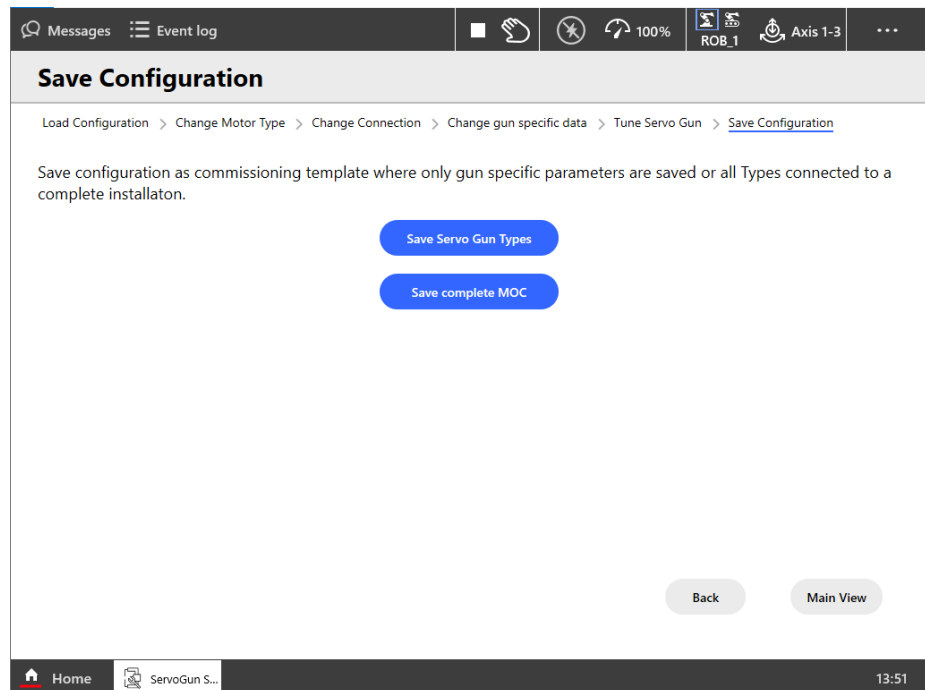 Messages Event log 100% ROB_1 Axis 1-3 ...
Save Configuration
Load Configuration > Change Motor Type > Change Connection > Change gun specific data > Tune Servo Gun > Save Configuration
Save configuration as commissioning template where only gun specific parameters are saved or all Types connected to a
complete installaton.
Save Servo Gun Types
Save complete MOC
Back Main View
Home ServoGun S... 13:51